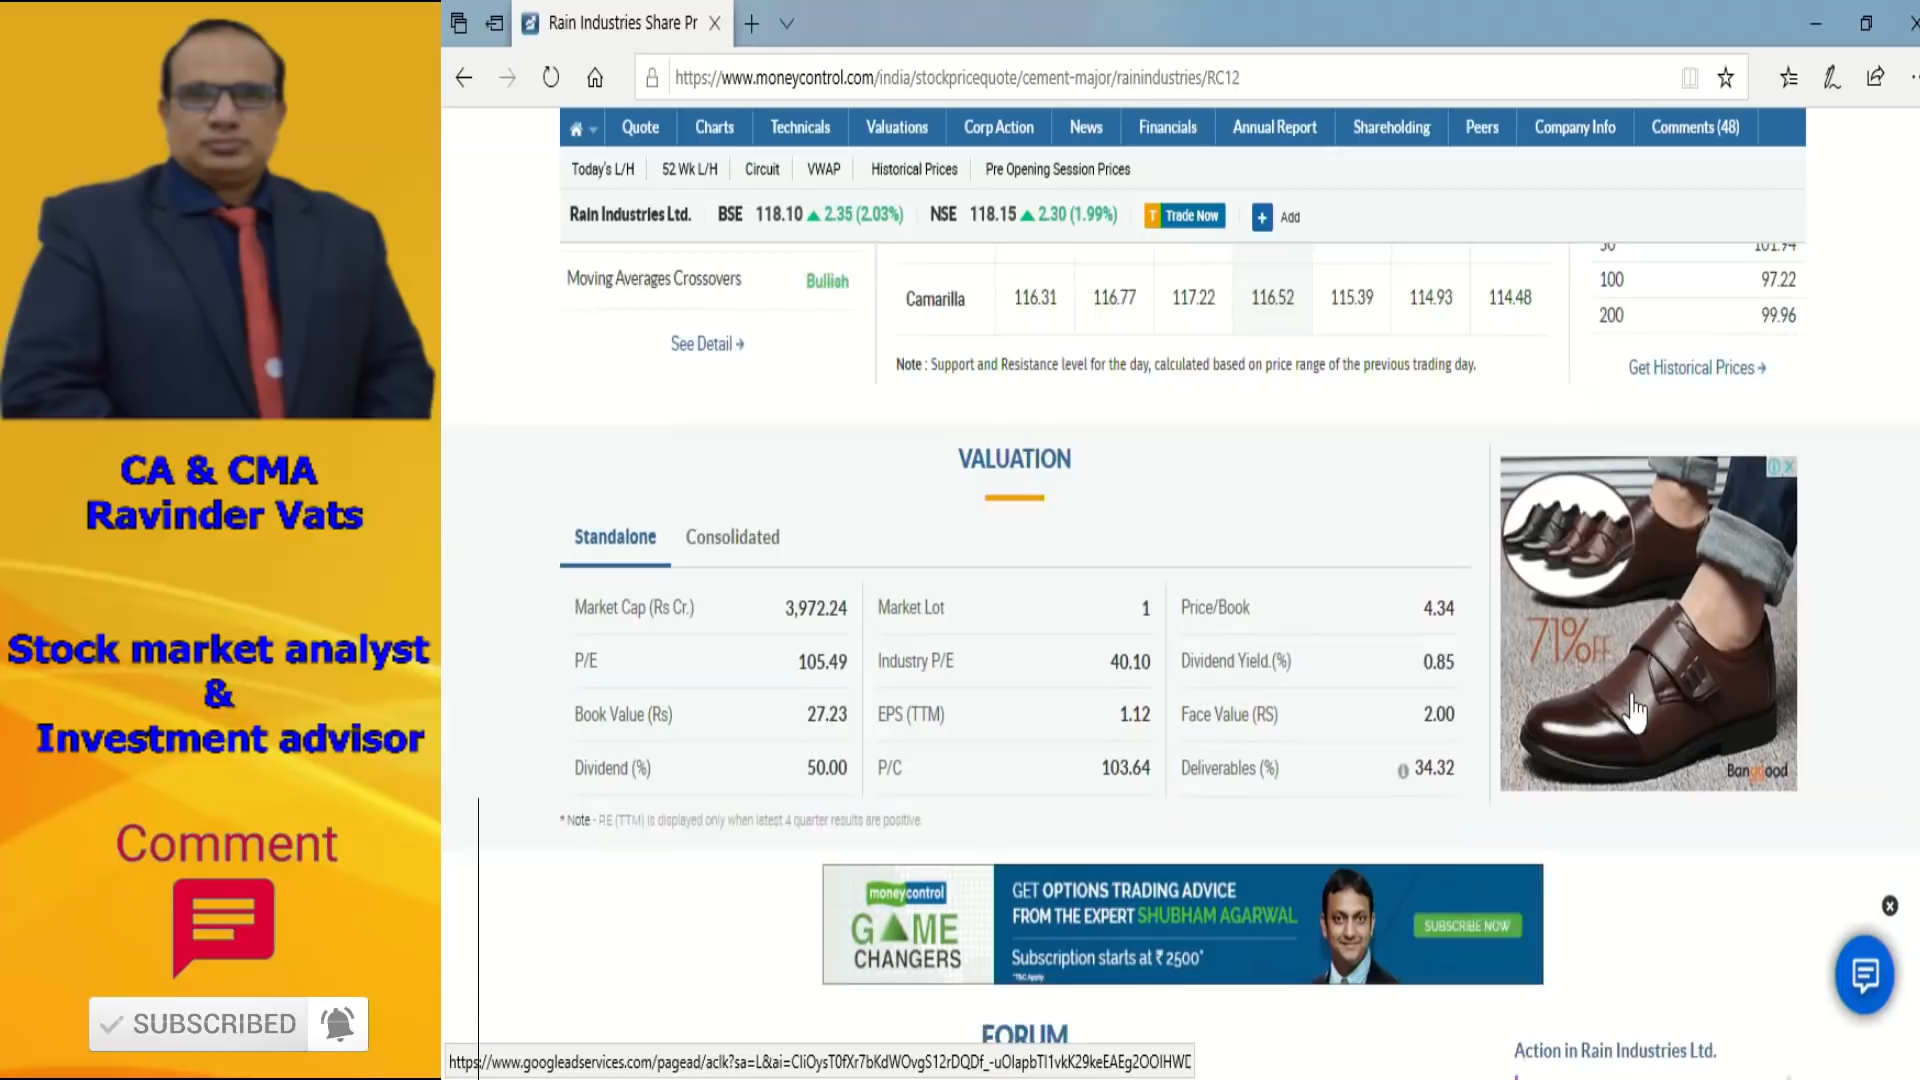 CA & CMA
Ravinder Vats
Stock market analyst
&
Investment advisor
Comment
SUBSCRIBED
Rain Industries Share Pr
https://www.moneycontrol.com/india/stockpricequote/cement-major/rainindustries/RC12
Quote Charts Technicals Valuations Corp Action News Financials Annual Report Shareholding Peers Company Info Comments (48)
Today's L/H 52 Wk L/H Circuit VWAP Historical Prices Pre Opening Session Prices
Rain Industries Ltd. BSE 118.10 ▲ 2.35 (2.03%) NSE 118.15 ▲ 2.30 (1.99%) T Trade Now + Add
Moving Averages Crossovers Bullish
See Detail →
Camarilla 116.31 116.77 117.22 116.52 115.39 114.93 114.48
Note : Support and Resistance level for the day, calculated based on price range of the previous trading day.
50 101.94
100 97.22
200 99.96
Get Historical Prices →
VALUATION
Standalone Consolidated
Market Cap (Rs Cr.) 3,972.24 Market Lot 1 Price/Book 4.34
P/E 105.49 Industry P/E 40.10 Dividend Yield.(%) 0.85
Book Value (Rs) 27.23 EPS (TTM) 1.12 Face Value (RS) 2.00
Dividend (%) 50.00 P/C 103.64 Deliverables (%) 34.32
* Note - P.E (TTM) is displayed only when latest 4 quarter results are positive.
71% OFF
Banggood
moneycontrol
GAME
CHANGERS
GET OPTIONS TRADING ADVICE
FROM THE EXPERT SHUBHAM AGARWAL
Subscription starts at ₹ 2500*
*T&C Apply
SUBSCRIBE NOW
FORUM
Action in Rain Industries Ltd.